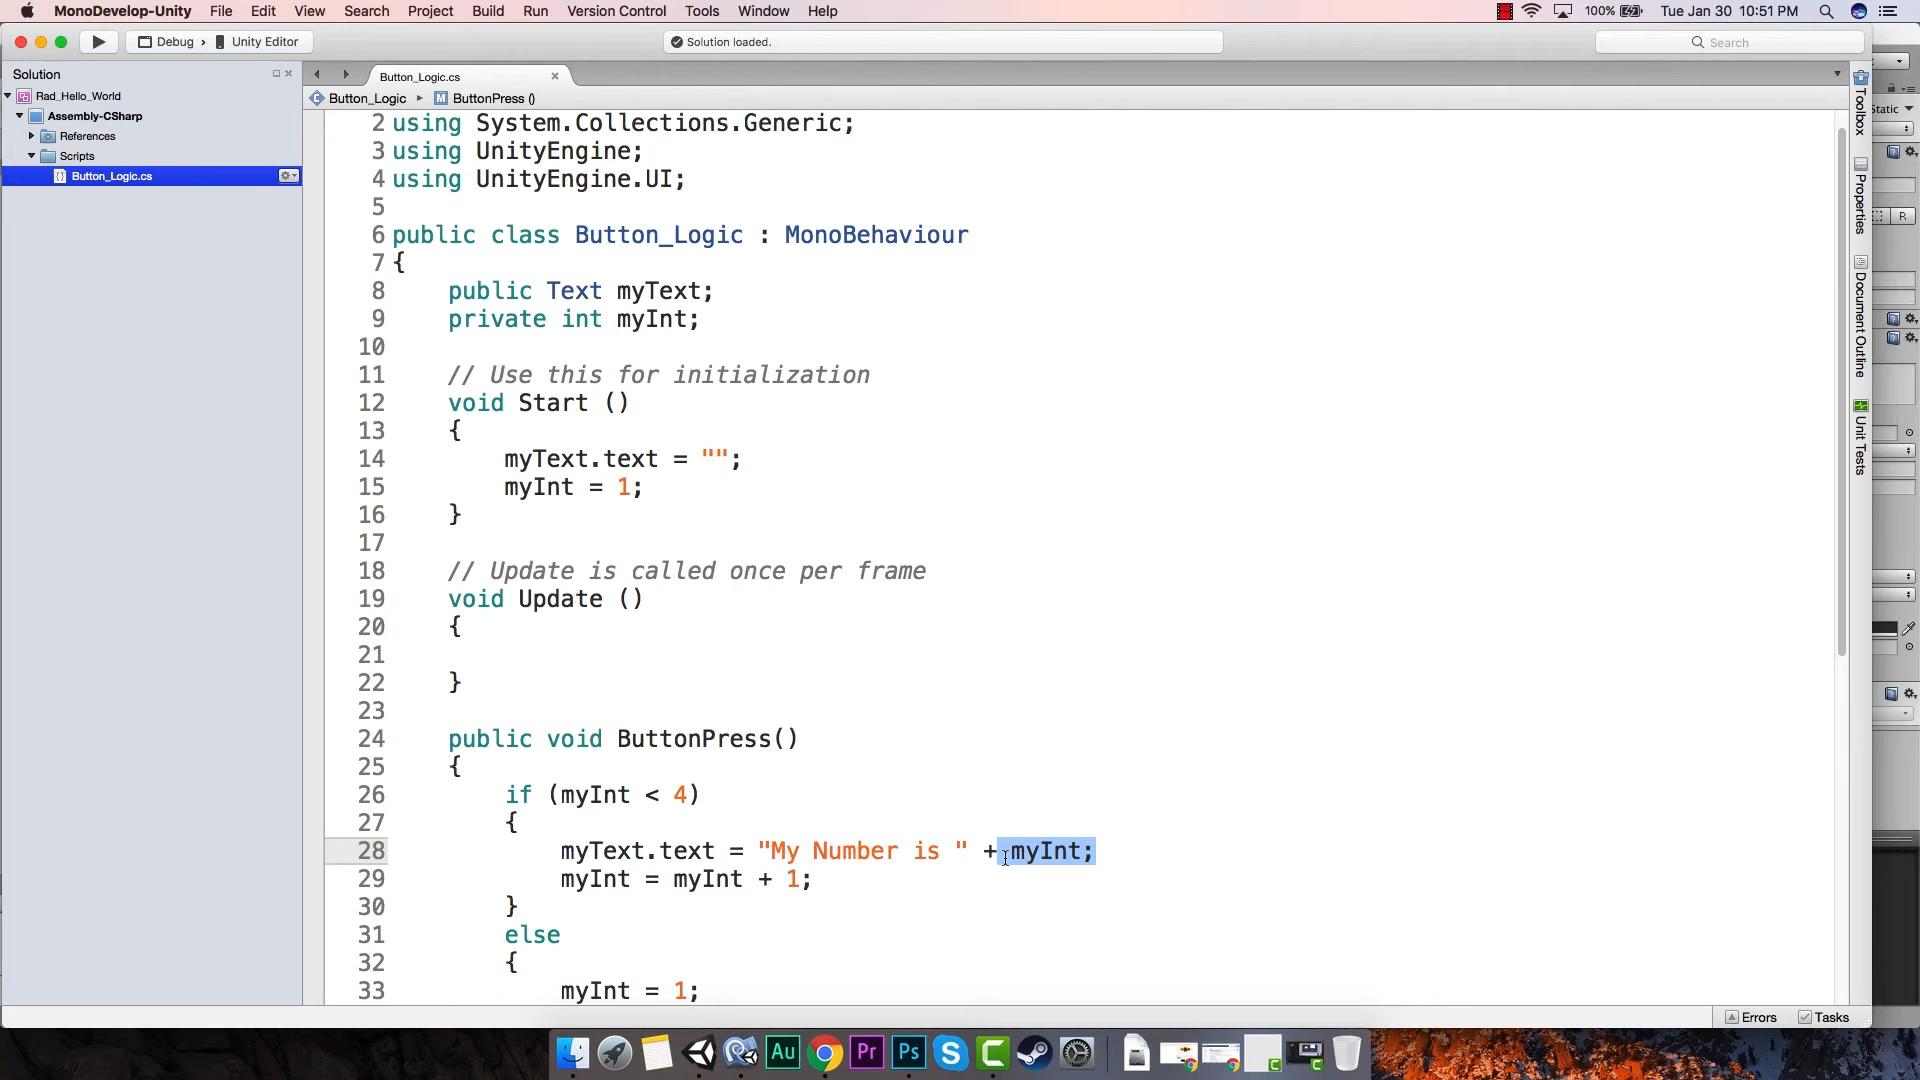 MonoDevelop-Unity File Edit View Search Project Build Run Version Control Tools Window Help 100% Tue Jan 30 10:51 PM
Debug › Unity Editor Solution loaded. Search
Solution
Rad_Hello_World
Assembly-CSharp
References
Scripts
Button_Logic.cs
Button_Logic.cs
Button_Logic ▸ M ButtonPress ()
2 using System.Collections.Generic;
3 using UnityEngine;
4 using UnityEngine.UI;
5
6 public class Button_Logic : MonoBehaviour
7 {
8 public Text myText;
9 private int myInt;
10
11 // Use this for initialization
12 void Start ()
13 {
14 myText.text = "";
15 myInt = 1;
16 }
17
18 // Update is called once per frame
19 void Update ()
20 {
21
22 }
23
24 public void ButtonPress()
25 {
26 if (myInt < 4)
27 {
28 myText.text = "My Number is " + myInt;
29 myInt = myInt + 1;
30 }
31 else
32 {
33 myInt = 1;
Toolbox
Properties
Document Outline
Unit Tests
Static
R
Errors Tasks
Au Pr Ps S C